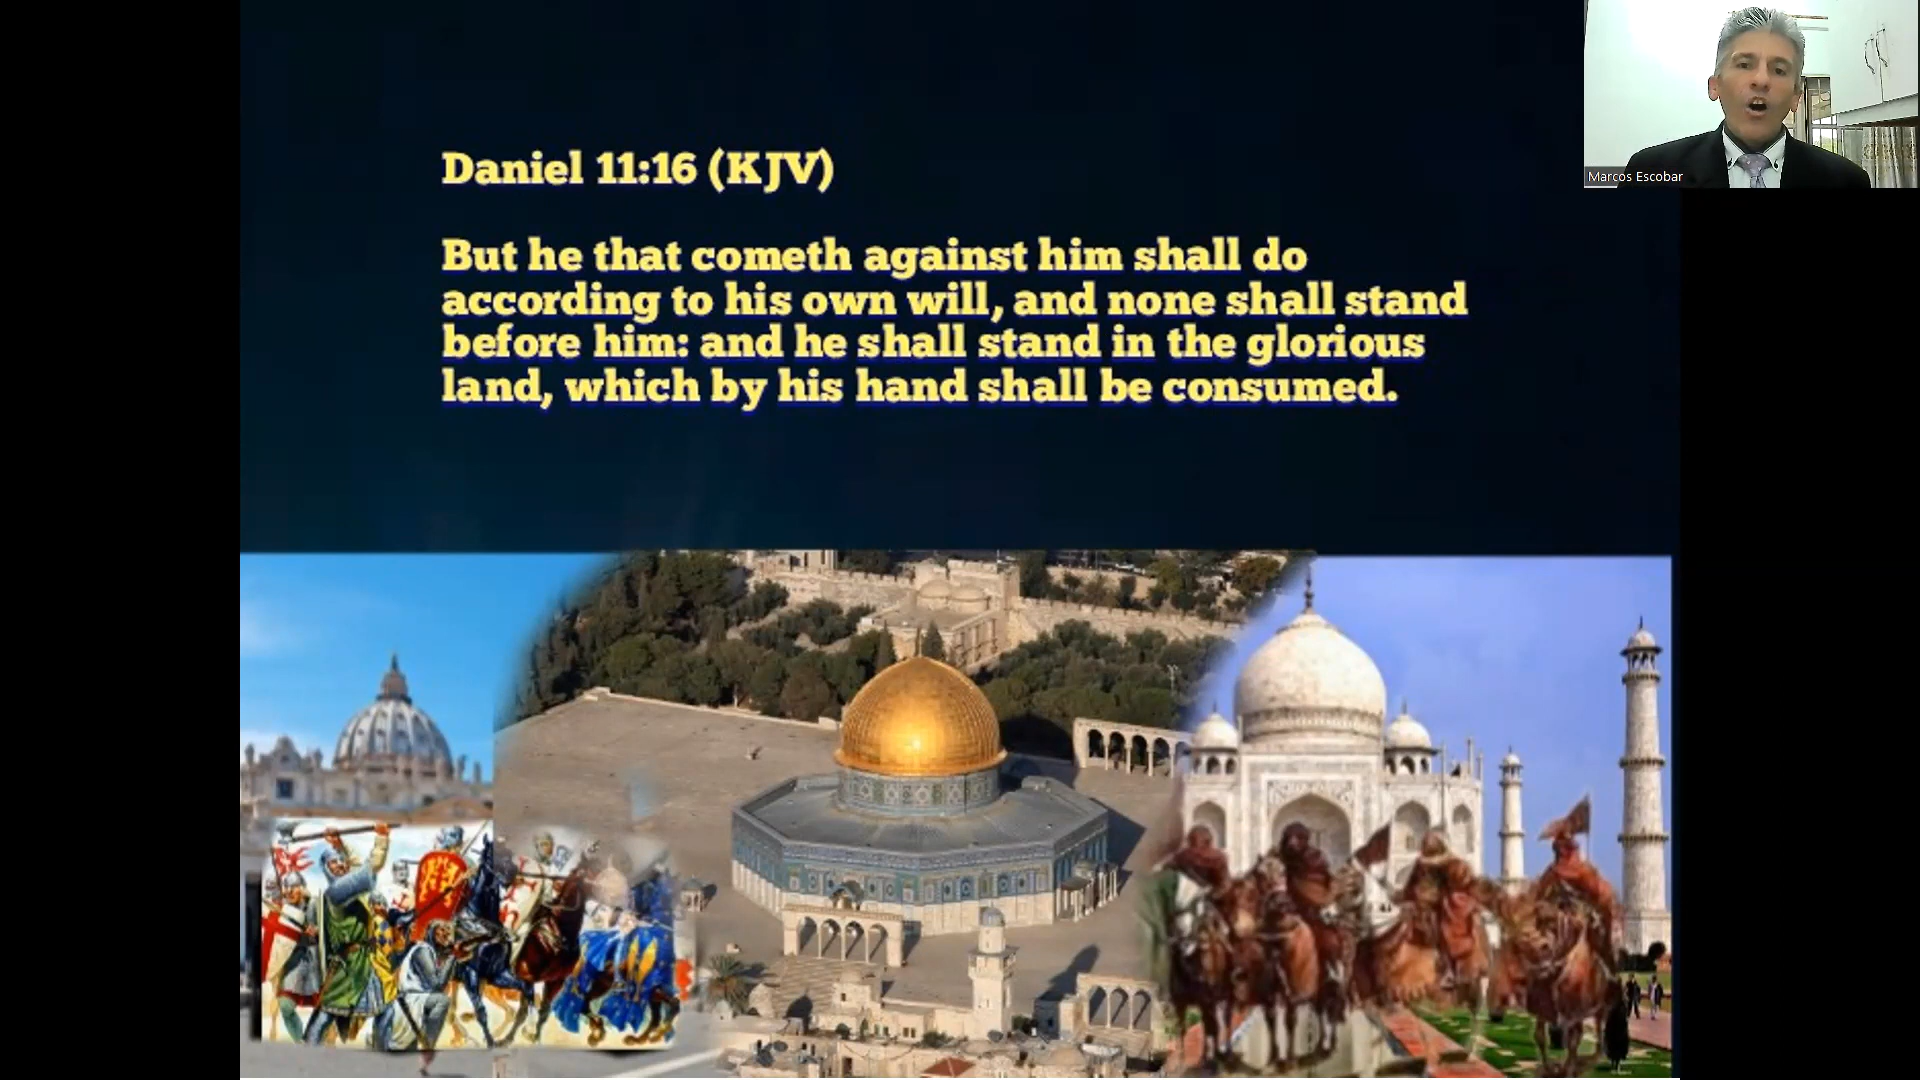 Daniel 11:16 (KJV)
But he that cometh against him shall do
according to his own will, and none shall stand
before him: and he shall stand in the glorious
land, which by his hand shall be consumed.
Marcos Escobar